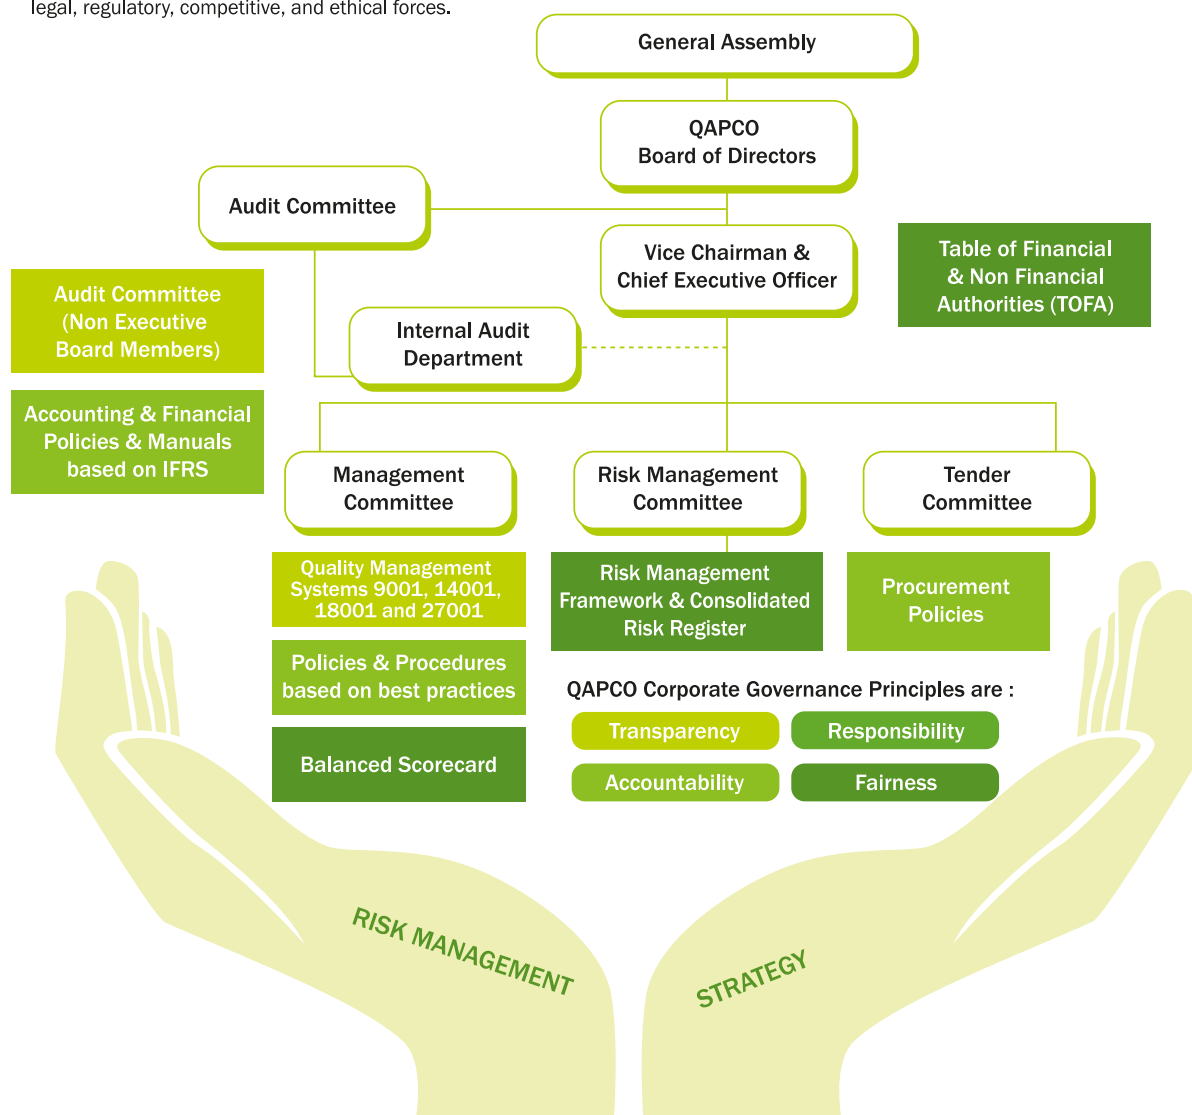 legal, regulatory, competitive, and ethical forces.
General Assembly
QAPCO
Board of Directors
Audit Committee
Vice Chairman &
Chief Executive Officer
Table of Financial
& Non Financial
Authorities (TOFA)
Audit Committee
(Non Executive
Board Members)
Internal Audit
Department
Accounting & Financial
Policies & Manuals
based on IFRS
Management
Committee
Risk Management
Committee
Tender
Committee
Quality Management
Systems 9001, 14001,
18001 and 27001
Risk Management
Framework & Consolidated
Risk Register
Procurement
Policies
Policies & Procedures
based on best practices
Balanced Scorecard
QAPCO Corporate Governance Principles are :
Transparency
Responsibility
Accountability
Fairness
RISK MANAGEMENT
STRATEGY